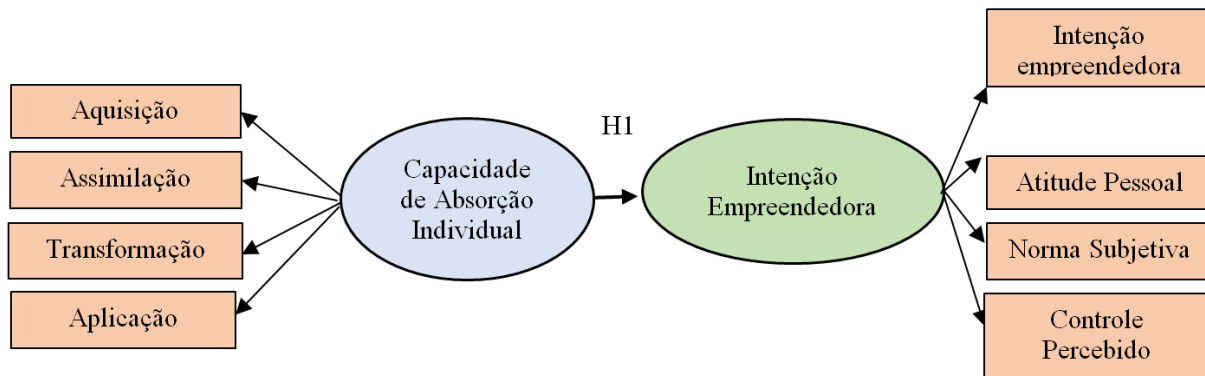 Aquisição
Assimilação
Transformação
Aplicação
Capacidade
de Absorção
Individual
H1
Intenção
Empreendedora
Intenção
empreendedora
Atitude Pessoal
Norma Subjetiva
Controle
Percebido